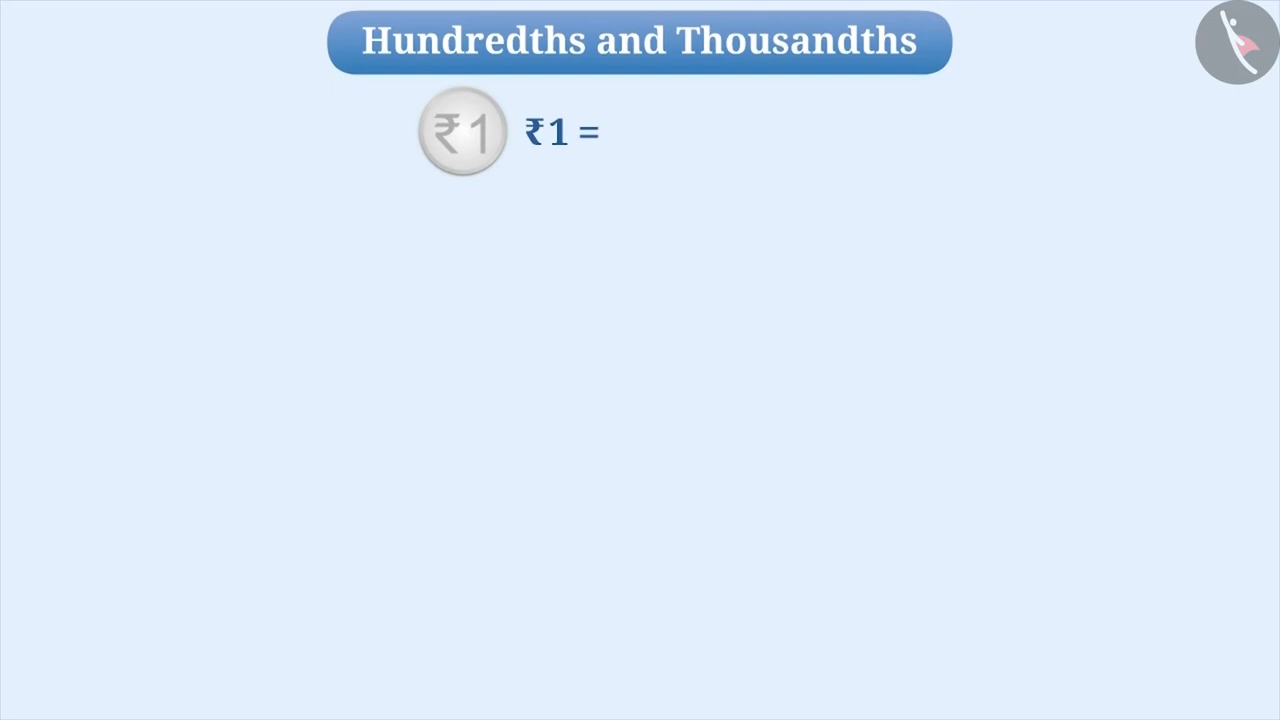 Hundredths and Thousandths
₹1 ₹1 =